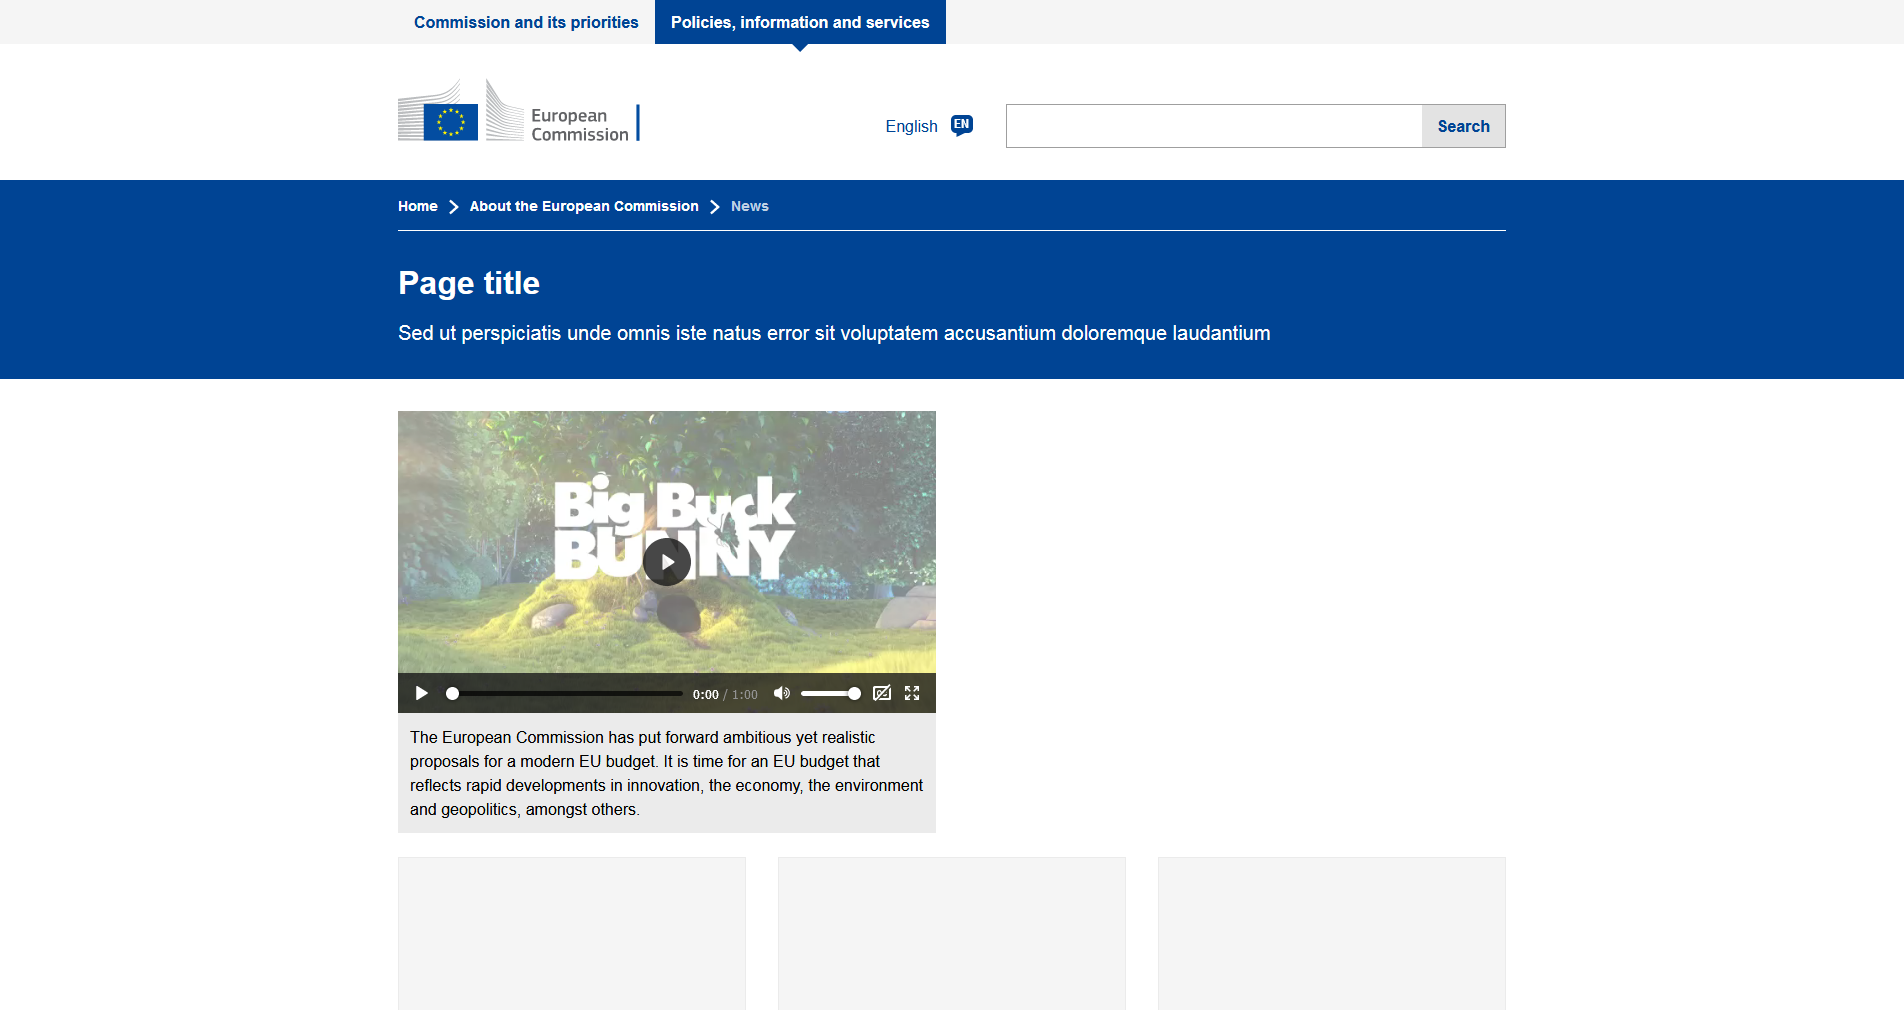 Commission and its priorities
Policies, information and services
European
Commission
English EN
Search
Home
About the European Commission
News
Page title
Sed ut perspiciatis unde omnis iste natus error sit voluptatem accusantium doloremque laudantium
Big Buck
BUNNY
0:00 / 1:00
The European Commission has put forward ambitious yet realistic
proposals for a modern EU budget. It is time for an EU budget that
reflects rapid developments in innovation, the economy, the environment
and geopolitics, amongst others.